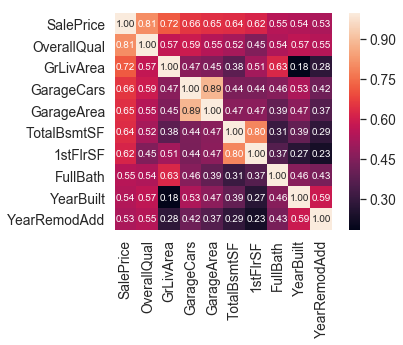 SalePrice 1.00 0.81 0.72 0.66 0.65 0.64 0.62 0.55 0.54 0.53
OverallQual 0.81 1.00 0.57 0.59 0.55 0.52 0.45 0.54 0.57 0.55
GrLivArea 0.72 0.57 1.00 0.47 0.45 0.38 0.51 0.63 0.18 0.28
GarageCars 0.66 0.59 0.47 1.00 0.89 0.44 0.44 0.46 0.53 0.42
GarageArea 0.65 0.55 0.45 0.89 1.00 0.47 0.47 0.39 0.47 0.37
TotalBsmtSF 0.64 0.52 0.38 0.44 0.47 1.00 0.80 0.31 0.39 0.29
1stFlrSF 0.62 0.45 0.51 0.44 0.47 0.80 1.00 0.37 0.27 0.23
FullBath 0.55 0.54 0.63 0.46 0.39 0.31 0.37 1.00 0.46 0.43
YearBuilt 0.54 0.57 0.18 0.53 0.47 0.39 0.27 0.46 1.00 0.59
YearRemodAdd 0.53 0.55 0.28 0.42 0.37 0.29 0.23 0.43 0.59 1.00
SalePrice
OverallQual
GrLivArea
GarageCars
GarageArea
TotalBsmtSF
1stFlrSF
FullBath
YearBuilt
YearRemodAdd
0.90
0.75
0.60
0.45
0.30